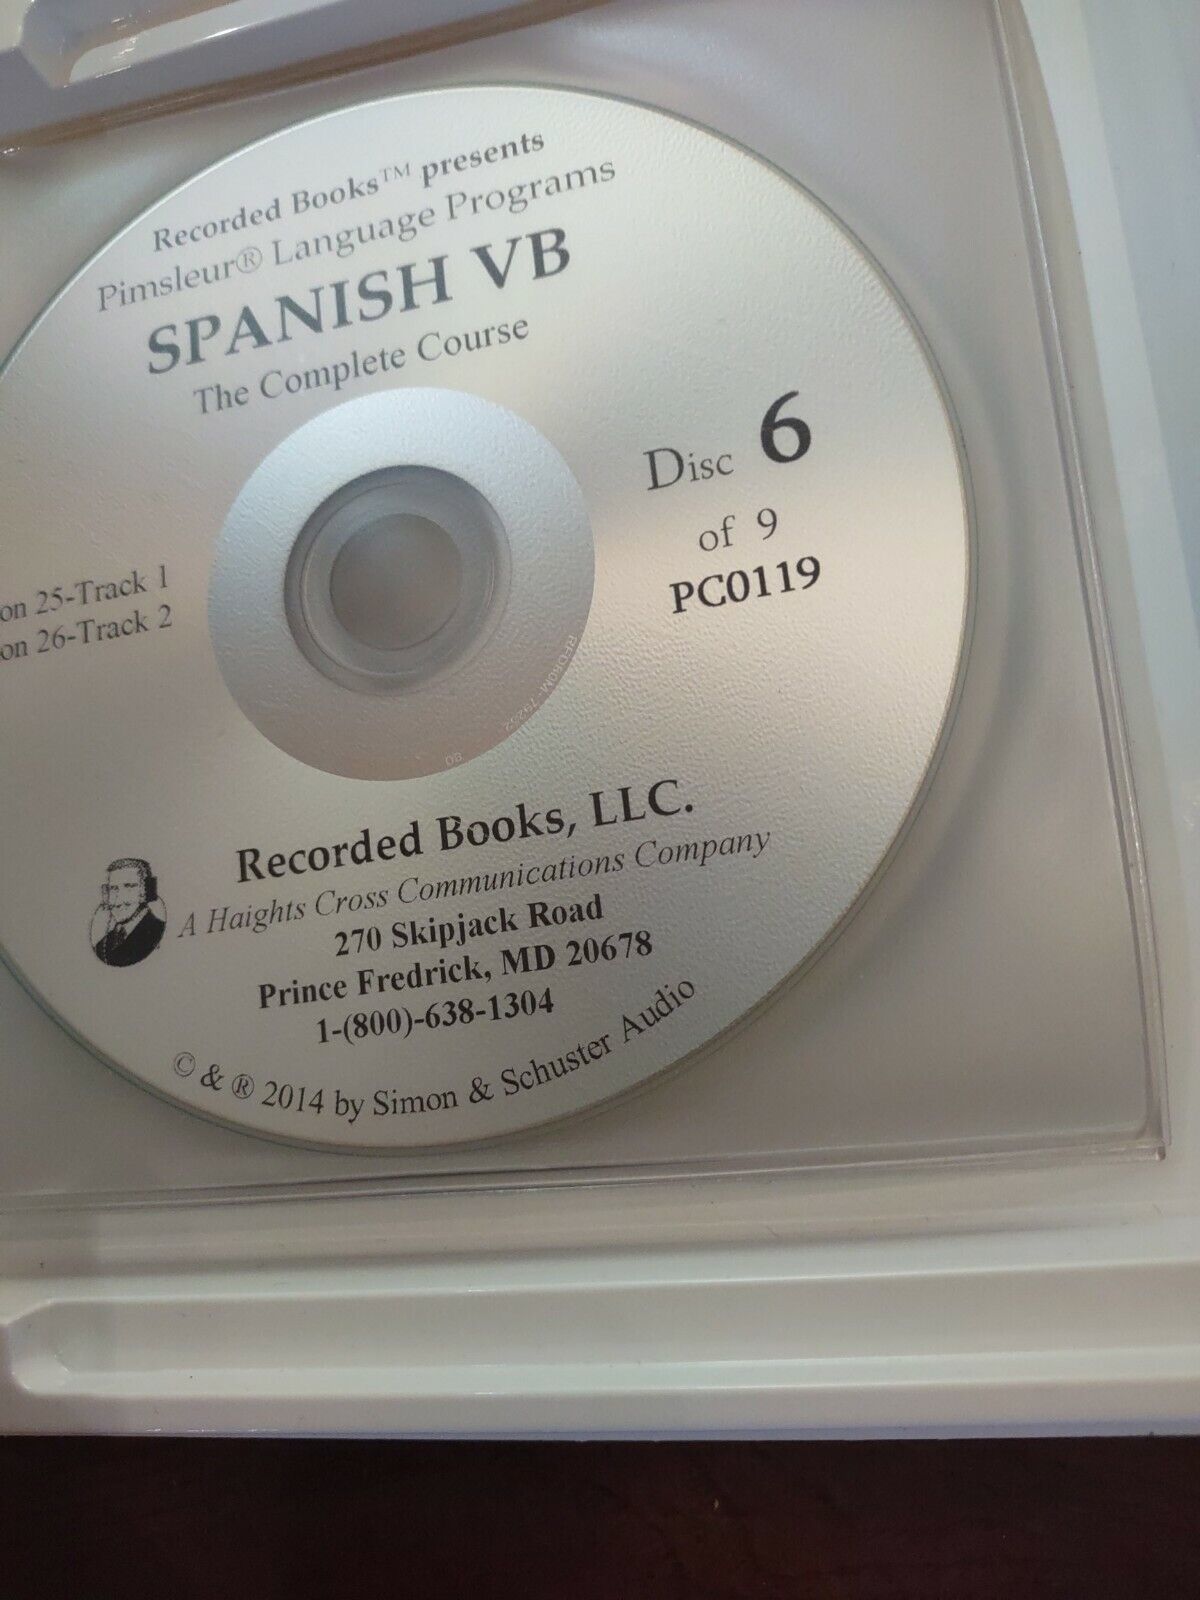 Recorded Books™ presents
Pimsleur® Language Programs
SPANISH VB
The Complete Course
Disc 6
of 9
PC0119
on 25-Track 1
on 26-Track 2
Recorded Books, LLC.
A Haights Cross Communications Company
270 Skipjack Road
Prince Fredrick, MD 20678
1-(800)-638-1304
© & ® 2014 by Simon & Schuster Audio
80